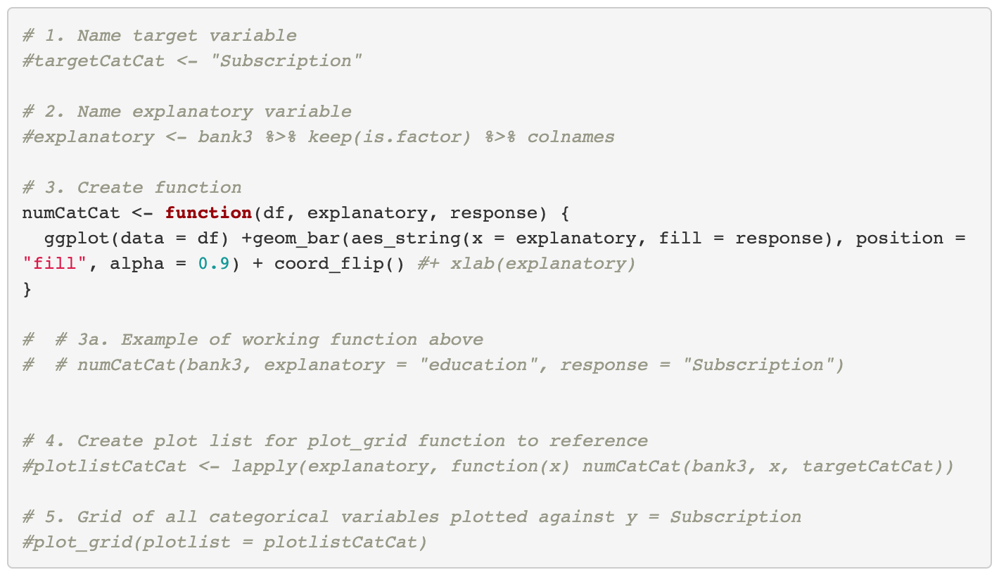 # 1. Name target variable
#targetCatCat <- "Subscription"
# 2. Name explanatory variable
#explanatory <- bank3 %>% keep(is.factor) %>% colnames
# 3. Create function
numCatCat <- function(df, explanatory, response) {
  ggplot(data = df) +geom_bar(aes_string(x = explanatory, fill = response), position =
"fill", alpha = 0.9) + coord_flip() #+ xlab(explanatory)
}
#  # 3a. Example of working function above
#  # numCatCat(bank3, explanatory = "education", response = "Subscription")
# 4. Create plot list for plot_grid function to reference
#plotlistCatCat <- lapply(explanatory, function(x) numCatCat(bank3, x, targetCatCat))
# 5. Grid of all categorical variables plotted against y = Subscription
#plot_grid(plotlist = plotlistCatCat)